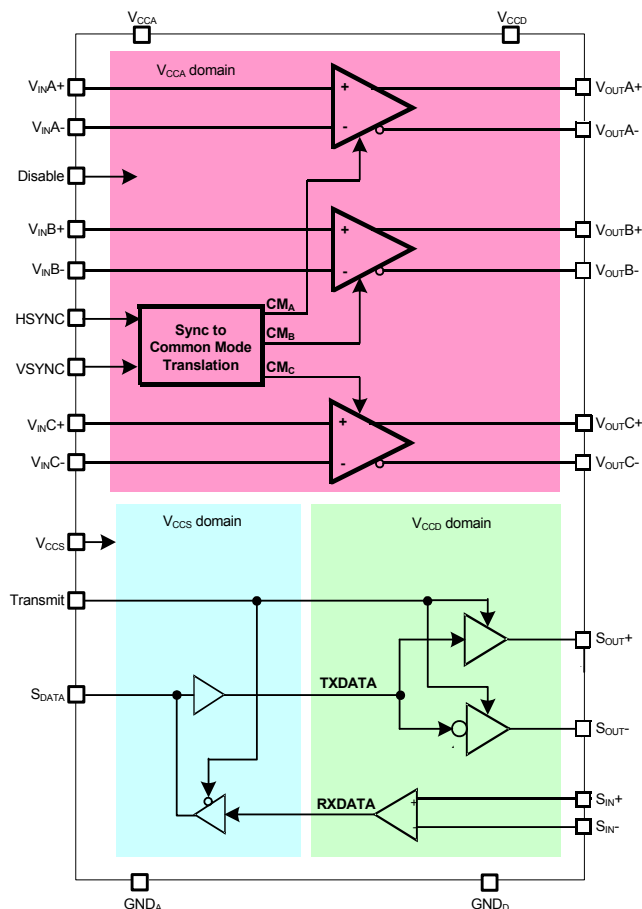 VCCA VCCD
VCCA domain
VINA+ + VOUTA+
VINA- - VOUTA-
Disable
VINB+ + VOUTB+
VINB- - VOUTB-
CMA
HSYNC Sync to
Common Mode
Translation
CMB
VSYNC CMC
VINC+ + VOUTC+
VINC- - VOUTC-
VCCS domain VCCD domain
VCCS
Transmit
SOUT+
SDATA TXDATA
SOUT-
RXDATA + SIN+
- SIN-
GNDA GNDD